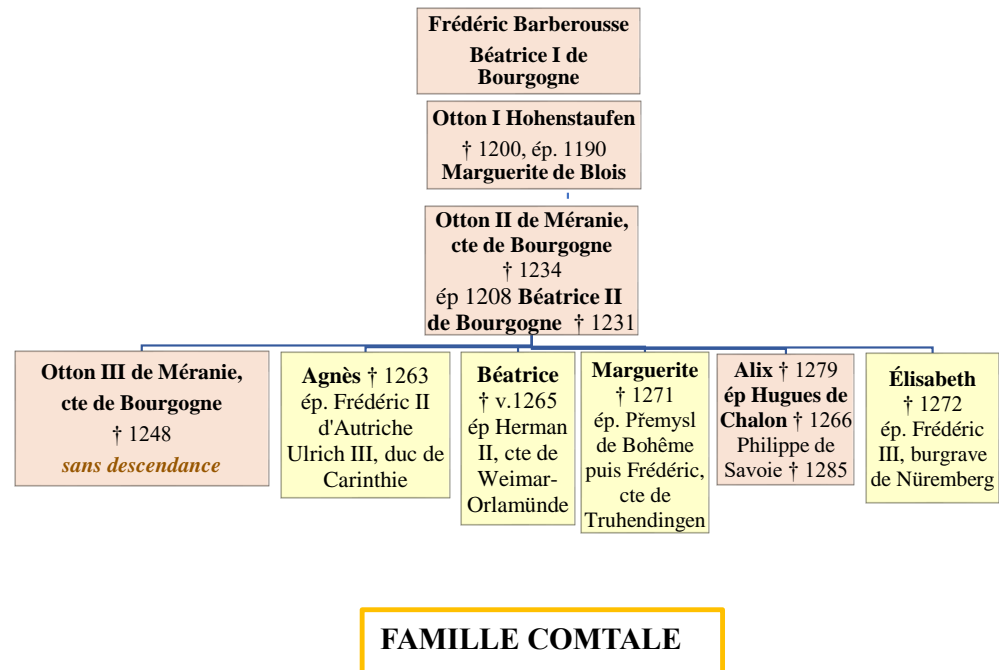 Frédéric Barberousse
Béatrice I de
Bourgogne
Otton I Hohenstaufen
† 1200, ép. 1190
Marguerite de Blois
Otton II de Méranie,
cte de Bourgogne
† 1234
ép 1208 Béatrice II
de Bourgogne † 1231
Otton III de Méranie,
cte de Bourgogne
† 1248
sans descendance
Agnès † 1263
ép. Frédéric II
d'Autriche
Ulrich III, duc de
Carinthie
Béatrice
† v.1265
ép Herman
II, cte de
Weimar-
Orlamünde
Marguerite
† 1271
ép. Přemysl
de Bohême
puis Frédéric,
cte de
Truhendingen
Alix † 1279
ép Hugues de
Chalon † 1266
Philippe de
Savoie † 1285
Élisabeth
† 1272
ép. Frédéric
III, burgrave
de Nüremberg
FAMILLE COMTALE